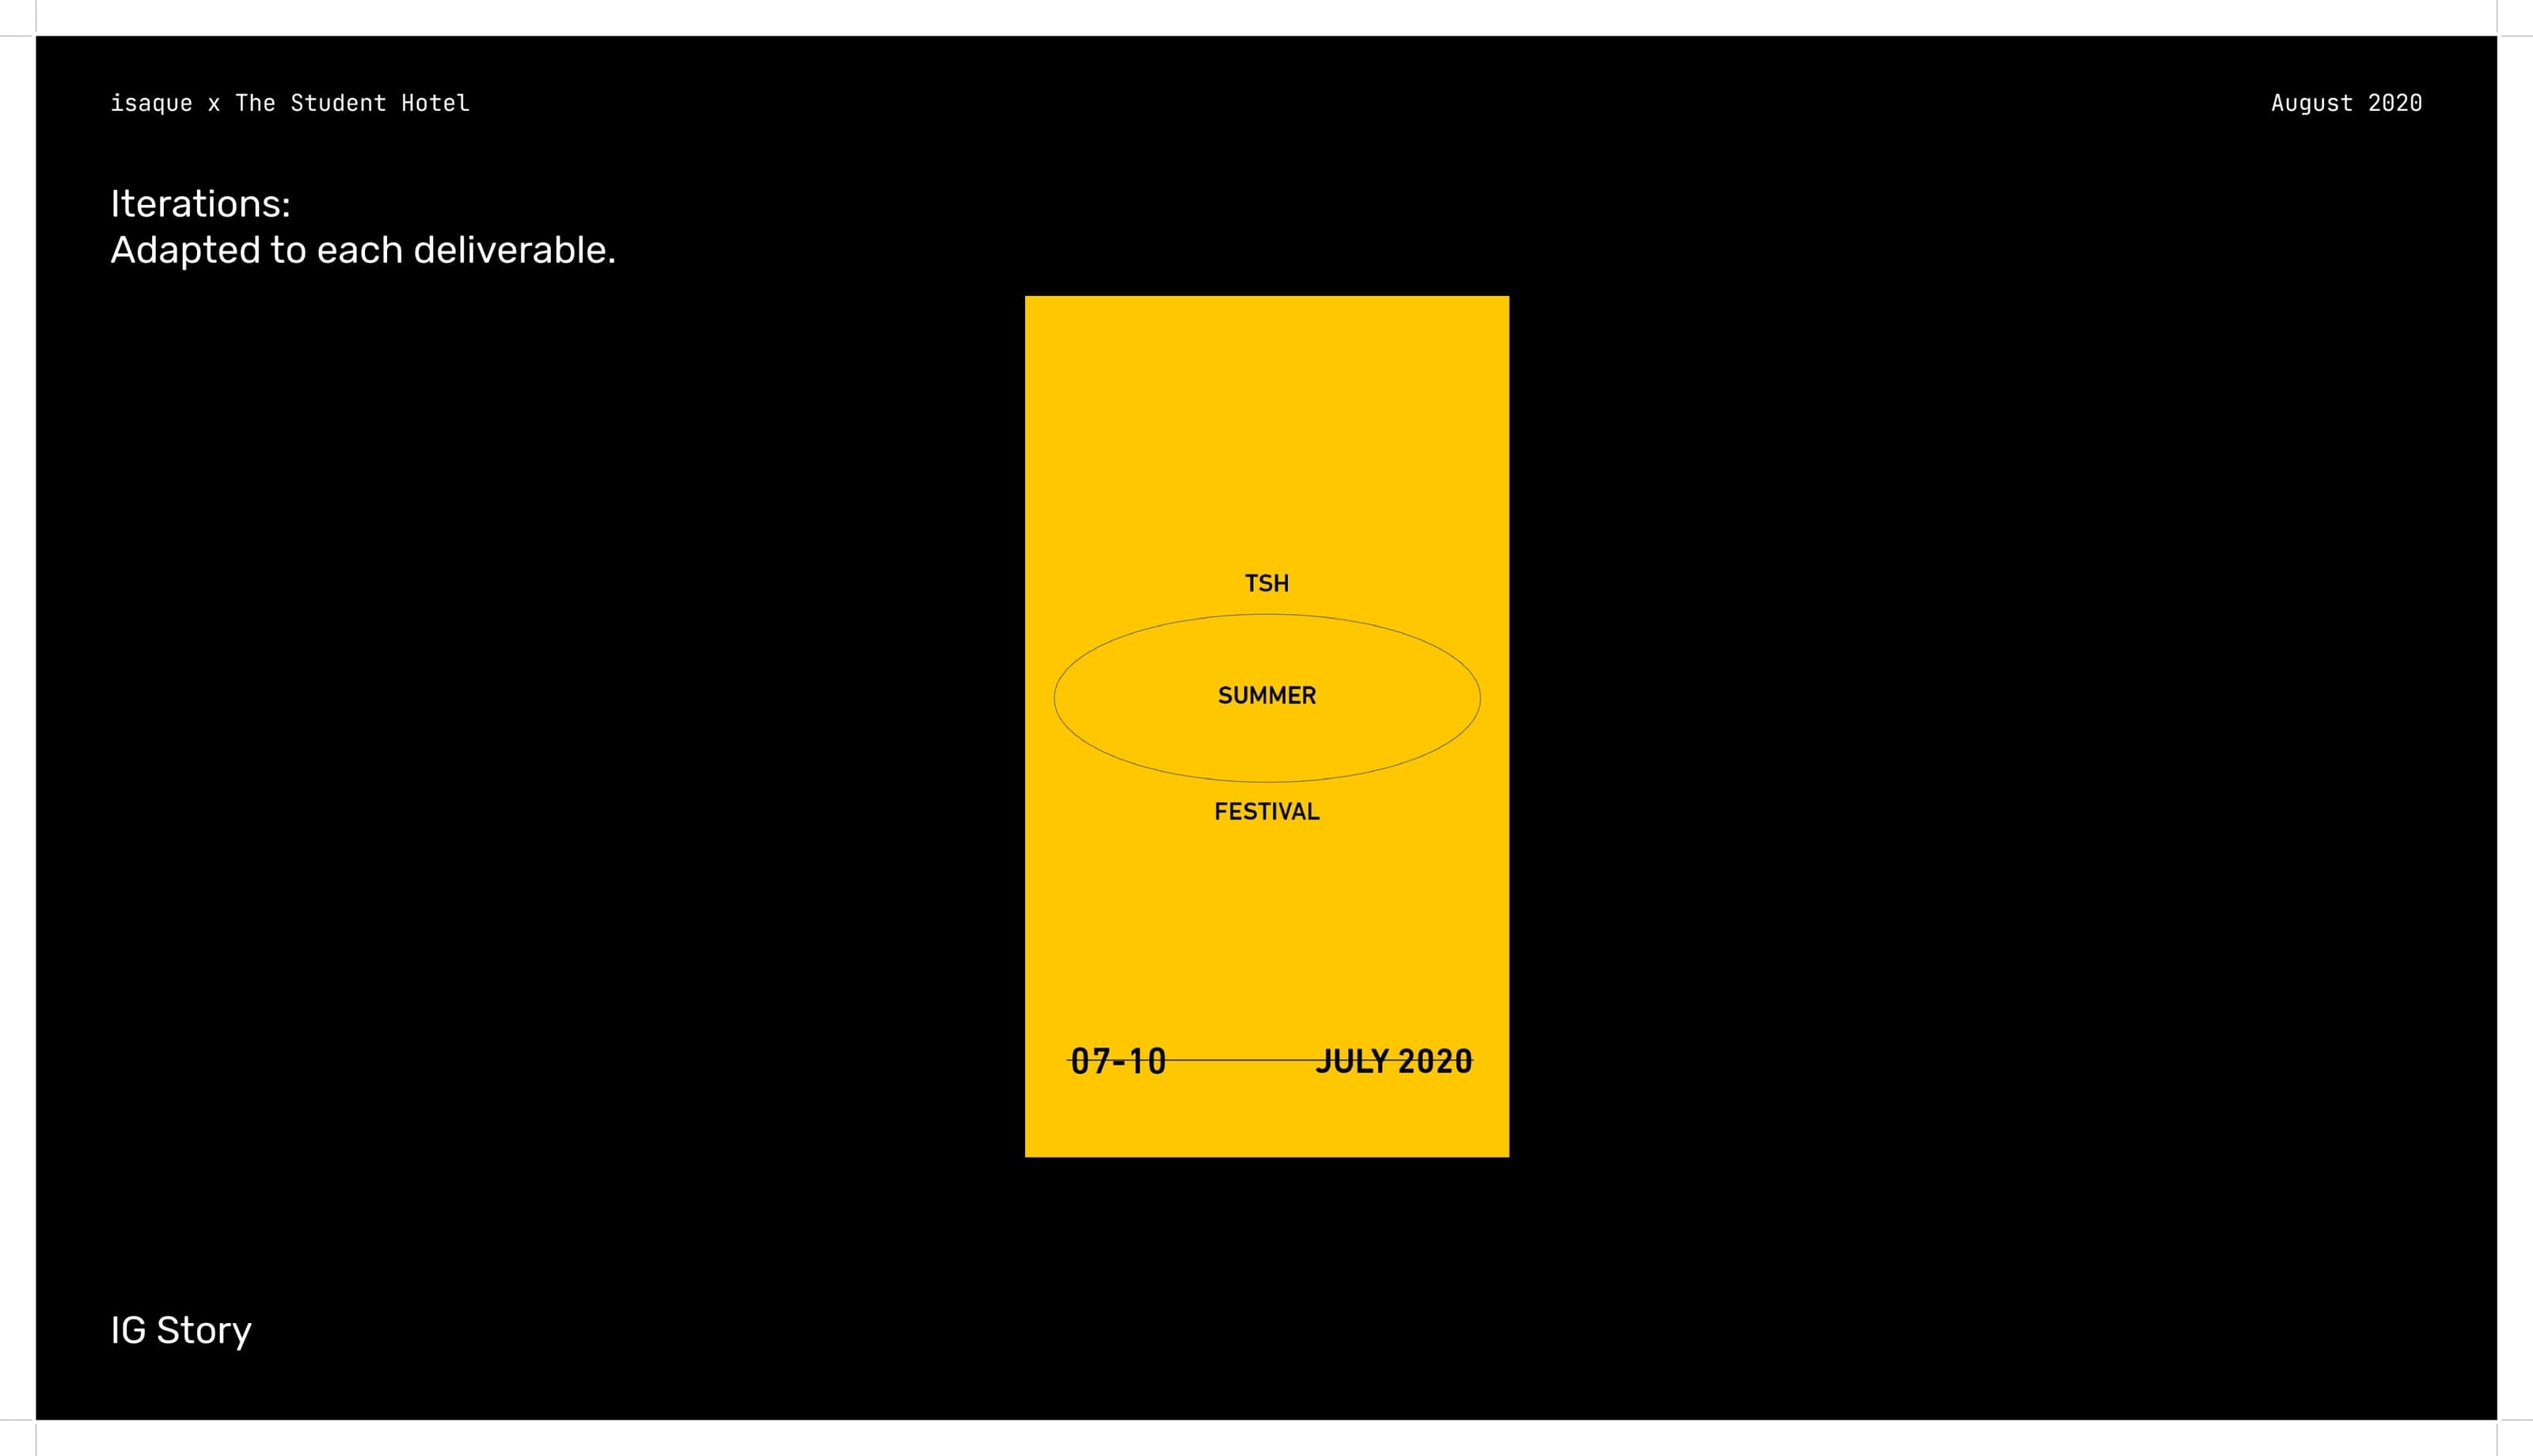 isaque x The Student Hotel
August 2020
Iterations:
Adapted to each deliverable.
TSH
SUMMER
FESTIVAL
07-10 JULY 2020
IG Story